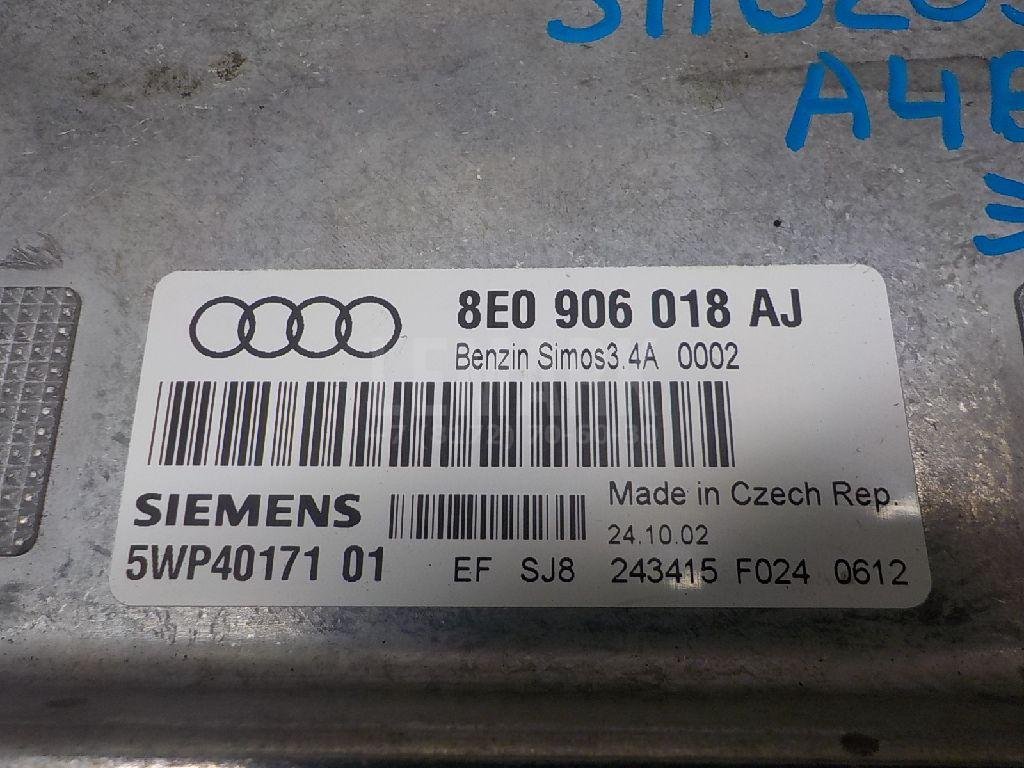 A4
8E0 906 018 AJ
Benzin Simos3.4A 0002
SIEMENS
Made in Czech Rep.
24.10.02
5WP40171 01
EF SJ8 243415 F024 0612